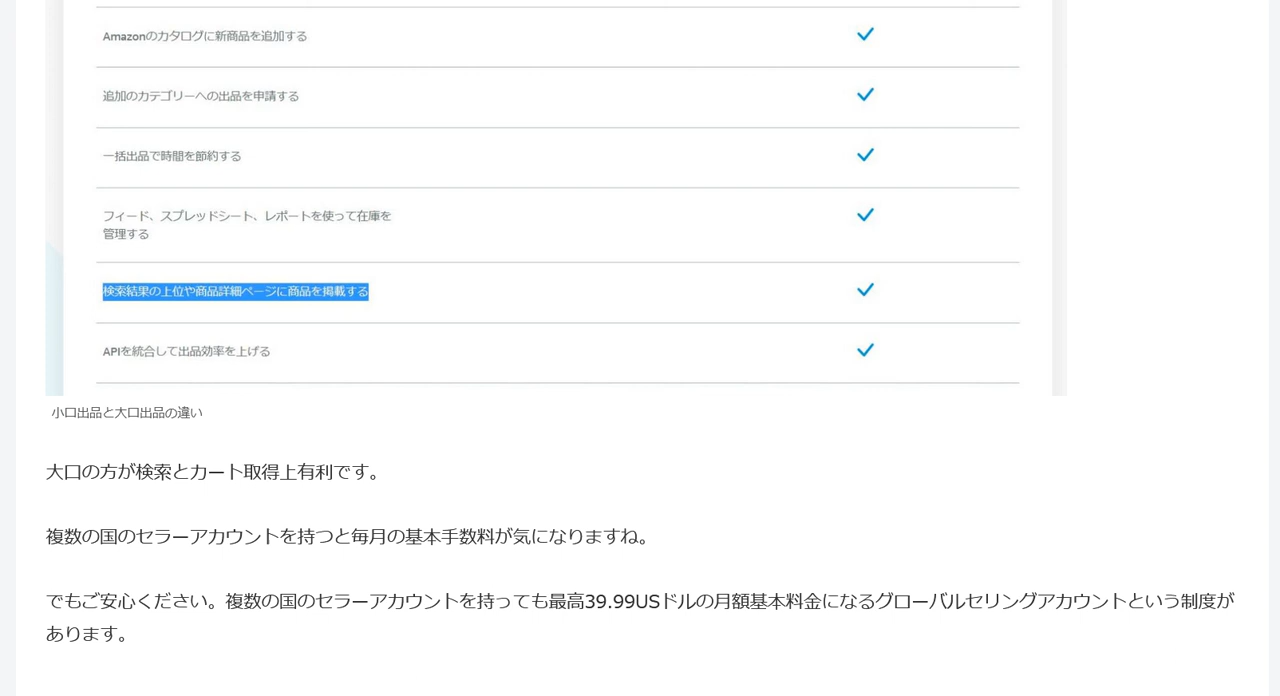 Amazonのカタログに新商品を追加する
追加のカテゴリーへの出品を申請する
一括出品で時間を節約する
フィード、スプレッドシート、レポートを使って在庫を
管理する
検索結果の上位や商品詳細ページに商品を掲載する
APIを統合して出品効率を上げる
小口出品と大口出品の違い
大口の方が検索とカート取得上有利です。
複数の国のセラーアカウントを持つと毎月の基本手数料が気になりますね。
でもご安心ください。複数の国のセラーアカウントを持っても最高39.99USドルの月額基本料金になるグローバルセリングアカウントという制度が
あります。